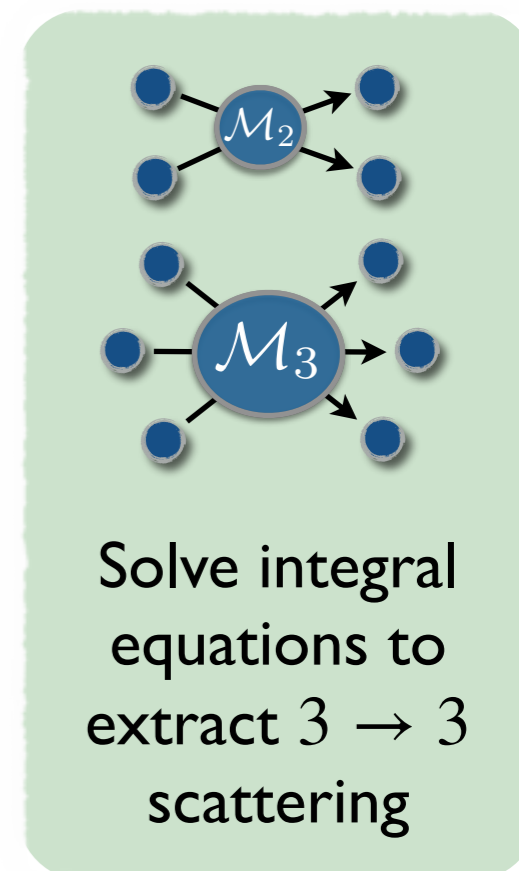 ℳ₂
ℳ₃
Solve integral
equations to
extract 3 → 3
scattering